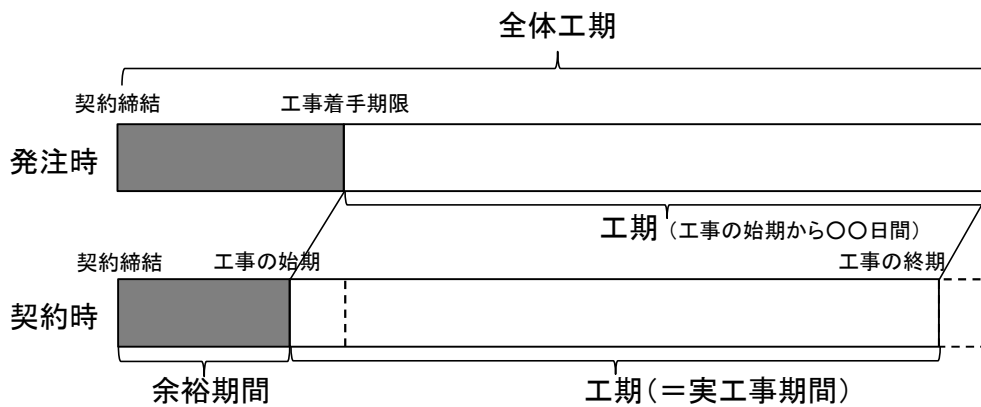 全体工期
契約締結 工事着手期限
発注時
工期（工事の始期から〇〇日間）
契約締結 工事の始期 工事の終期
契約時
余裕期間 工期（＝実工事期間）